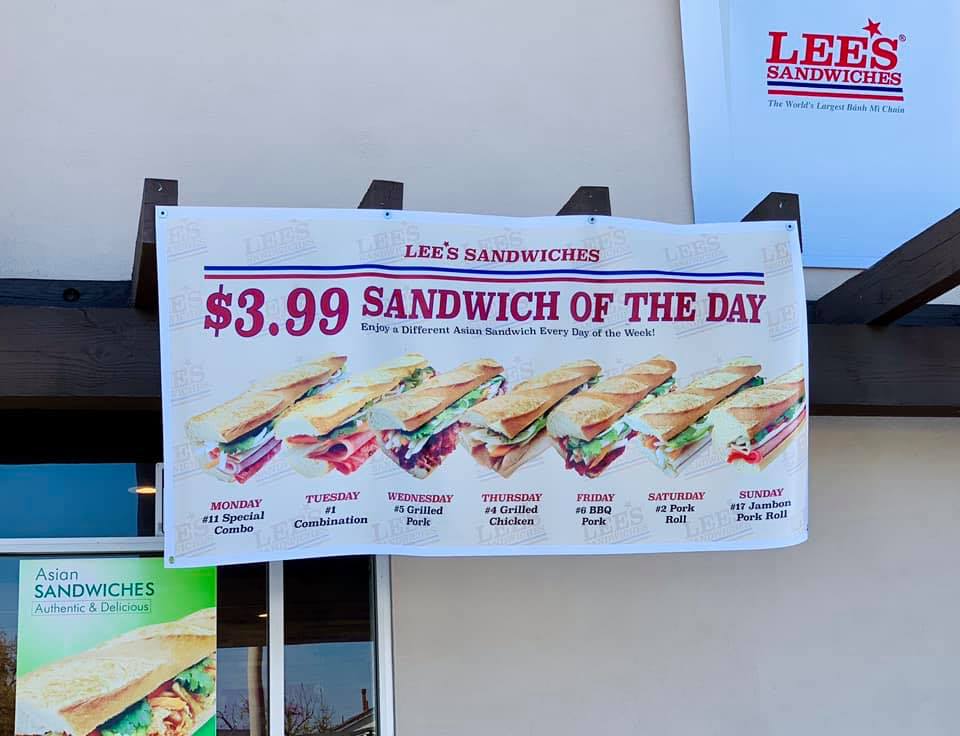 LEE'S®
SANDWICHES
The World's Largest Bánh Mì Chain
LEE'S SANDWICHES
$3.99 SANDWICH OF THE DAY
Enjoy a Different Asian Sandwich Every Day of the Week!
MONDAY
#11 Special
Combo
TUESDAY
#1
Combination
WEDNESDAY
#5 Grilled
Pork
THURSDAY
#4 Grilled
Chicken
FRIDAY
#6 BBQ
Pork
SATURDAY
#2 Pork
Roll
SUNDAY
#17 Jambon
Pork Roll
Asian
SANDWICHES
Authentic & Delicious